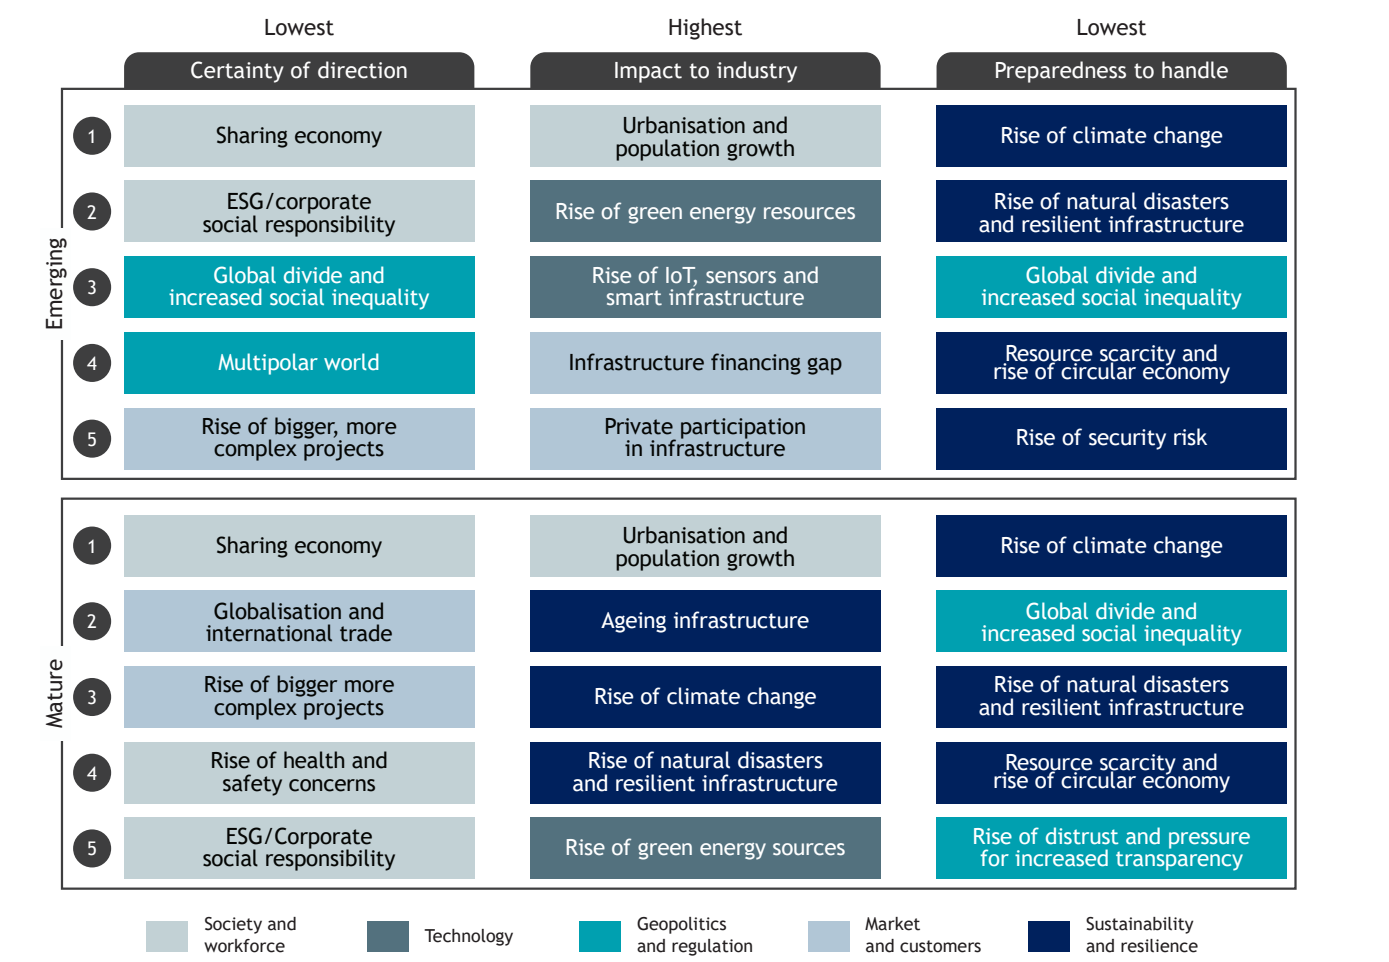 Lowest
Highest
Lowest
Certainty of direction
Impact to industry
Preparedness to handle
Emerging
1
Sharing economy
Urbanisation and
population growth
Rise of climate change
2
ESG/corporate
social responsibility
Rise of green energy resources
Rise of natural disasters
and resilient infrastructure
3
Global divide and
increased social inequality
Rise of IoT, sensors and
smart infrastructure
Global divide and
increased social inequality
4
Multipolar world
Infrastructure financing gap
Resource scarcity and
rise of circular economy
5
Rise of bigger, more
complex projects
Private participation
in infrastructure
Rise of security risk
Mature
1
Sharing economy
Urbanisation and
population growth
Rise of climate change
2
Globalisation and
international trade
Ageing infrastructure
Global divide and
increased social inequality
3
Rise of bigger more
complex projects
Rise of climate change
Rise of natural disasters
and resilient infrastructure
4
Rise of health and
safety concerns
Rise of natural disasters
and resilient infrastructure
Resource scarcity and
rise of circular economy
5
ESG/Corporate
social responsibility
Rise of green energy sources
Rise of distrust and pressure
for increased transparency
Society and
workforce
Technology
Geopolitics
and regulation
Market
and customers
Sustainability
and resilience